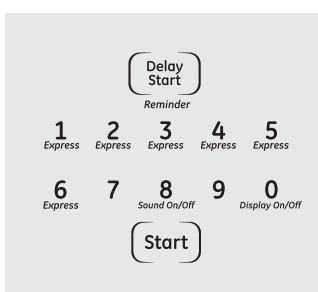 Delay
Start
Reminder
1 2 3 4 5
Express Express Express Express Express
6 7 8 9 0
Express Sound On/Off Display On/Off
Start